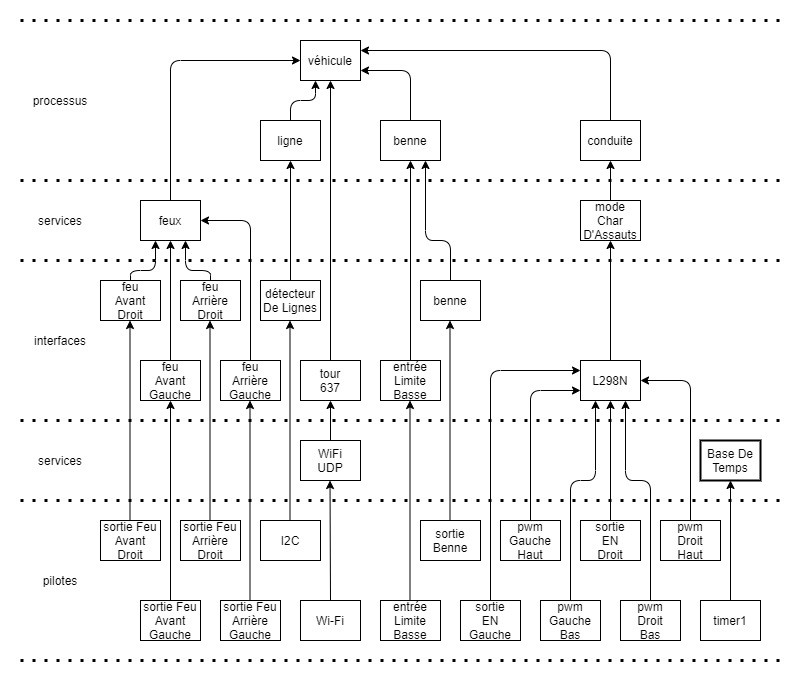 véhicule
processus
ligne
benne
conduite
services
feux
mode
Char
D'Assauts
feu
Avant
Droit
feu
Arrière
Droit
détecteur
De Lignes
benne
interfaces
feu
Avant
Gauche
feu
Arrière
Gauche
tour
637
entrée
Limite
Basse
L298N
services
WiFi
UDP
Base De
Temps
sortie Feu
Avant
Droit
sortie Feu
Arrière
Droit
I2C
sortie
Benne
pwm
Gauche
Haut
sortie
EN
Droit
pwm
Droit
Haut
pilotes
sortie Feu
Avant
Gauche
sortie Feu
Arrière
Gauche
Wi-Fi
entrée
Limite
Basse
sortie
EN
Gauche
pwm
Gauche
Bas
pwm
Droit
Bas
timer1